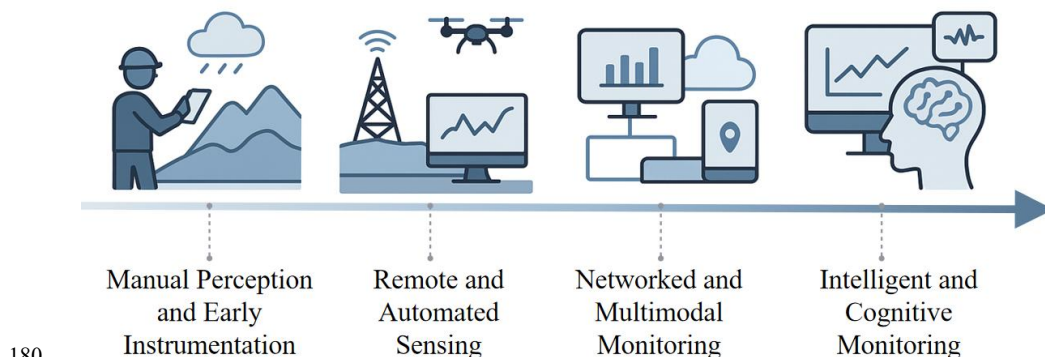 Manual Perception
and Early
Instrumentation
Remote and
Automated
Sensing
Networked and
Multimodal
Monitoring
Intelligent and
Cognitive
Monitoring
180